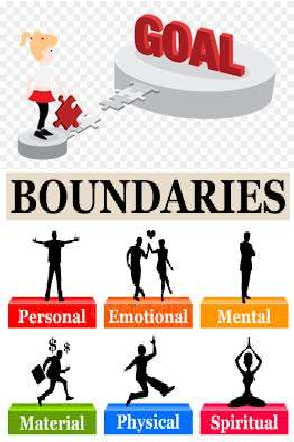 GOAL
BOUNDARIES
Personal Emotional Mental
$ $
Material Physical Spiritual